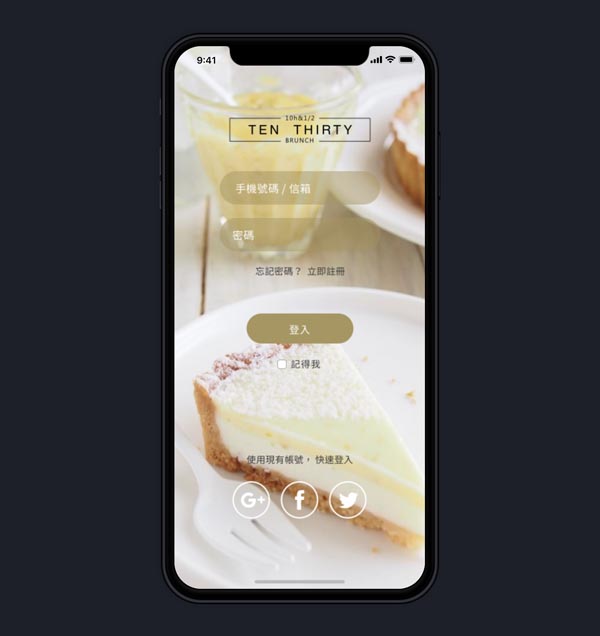 9:41
10h&1/2
TEN THIRTY
BRUNCH
手機號碼 / 信箱
密碼
忘記密碼？ 立即註冊
登入
記得我
使用現有帳號，快速登入
G+ f